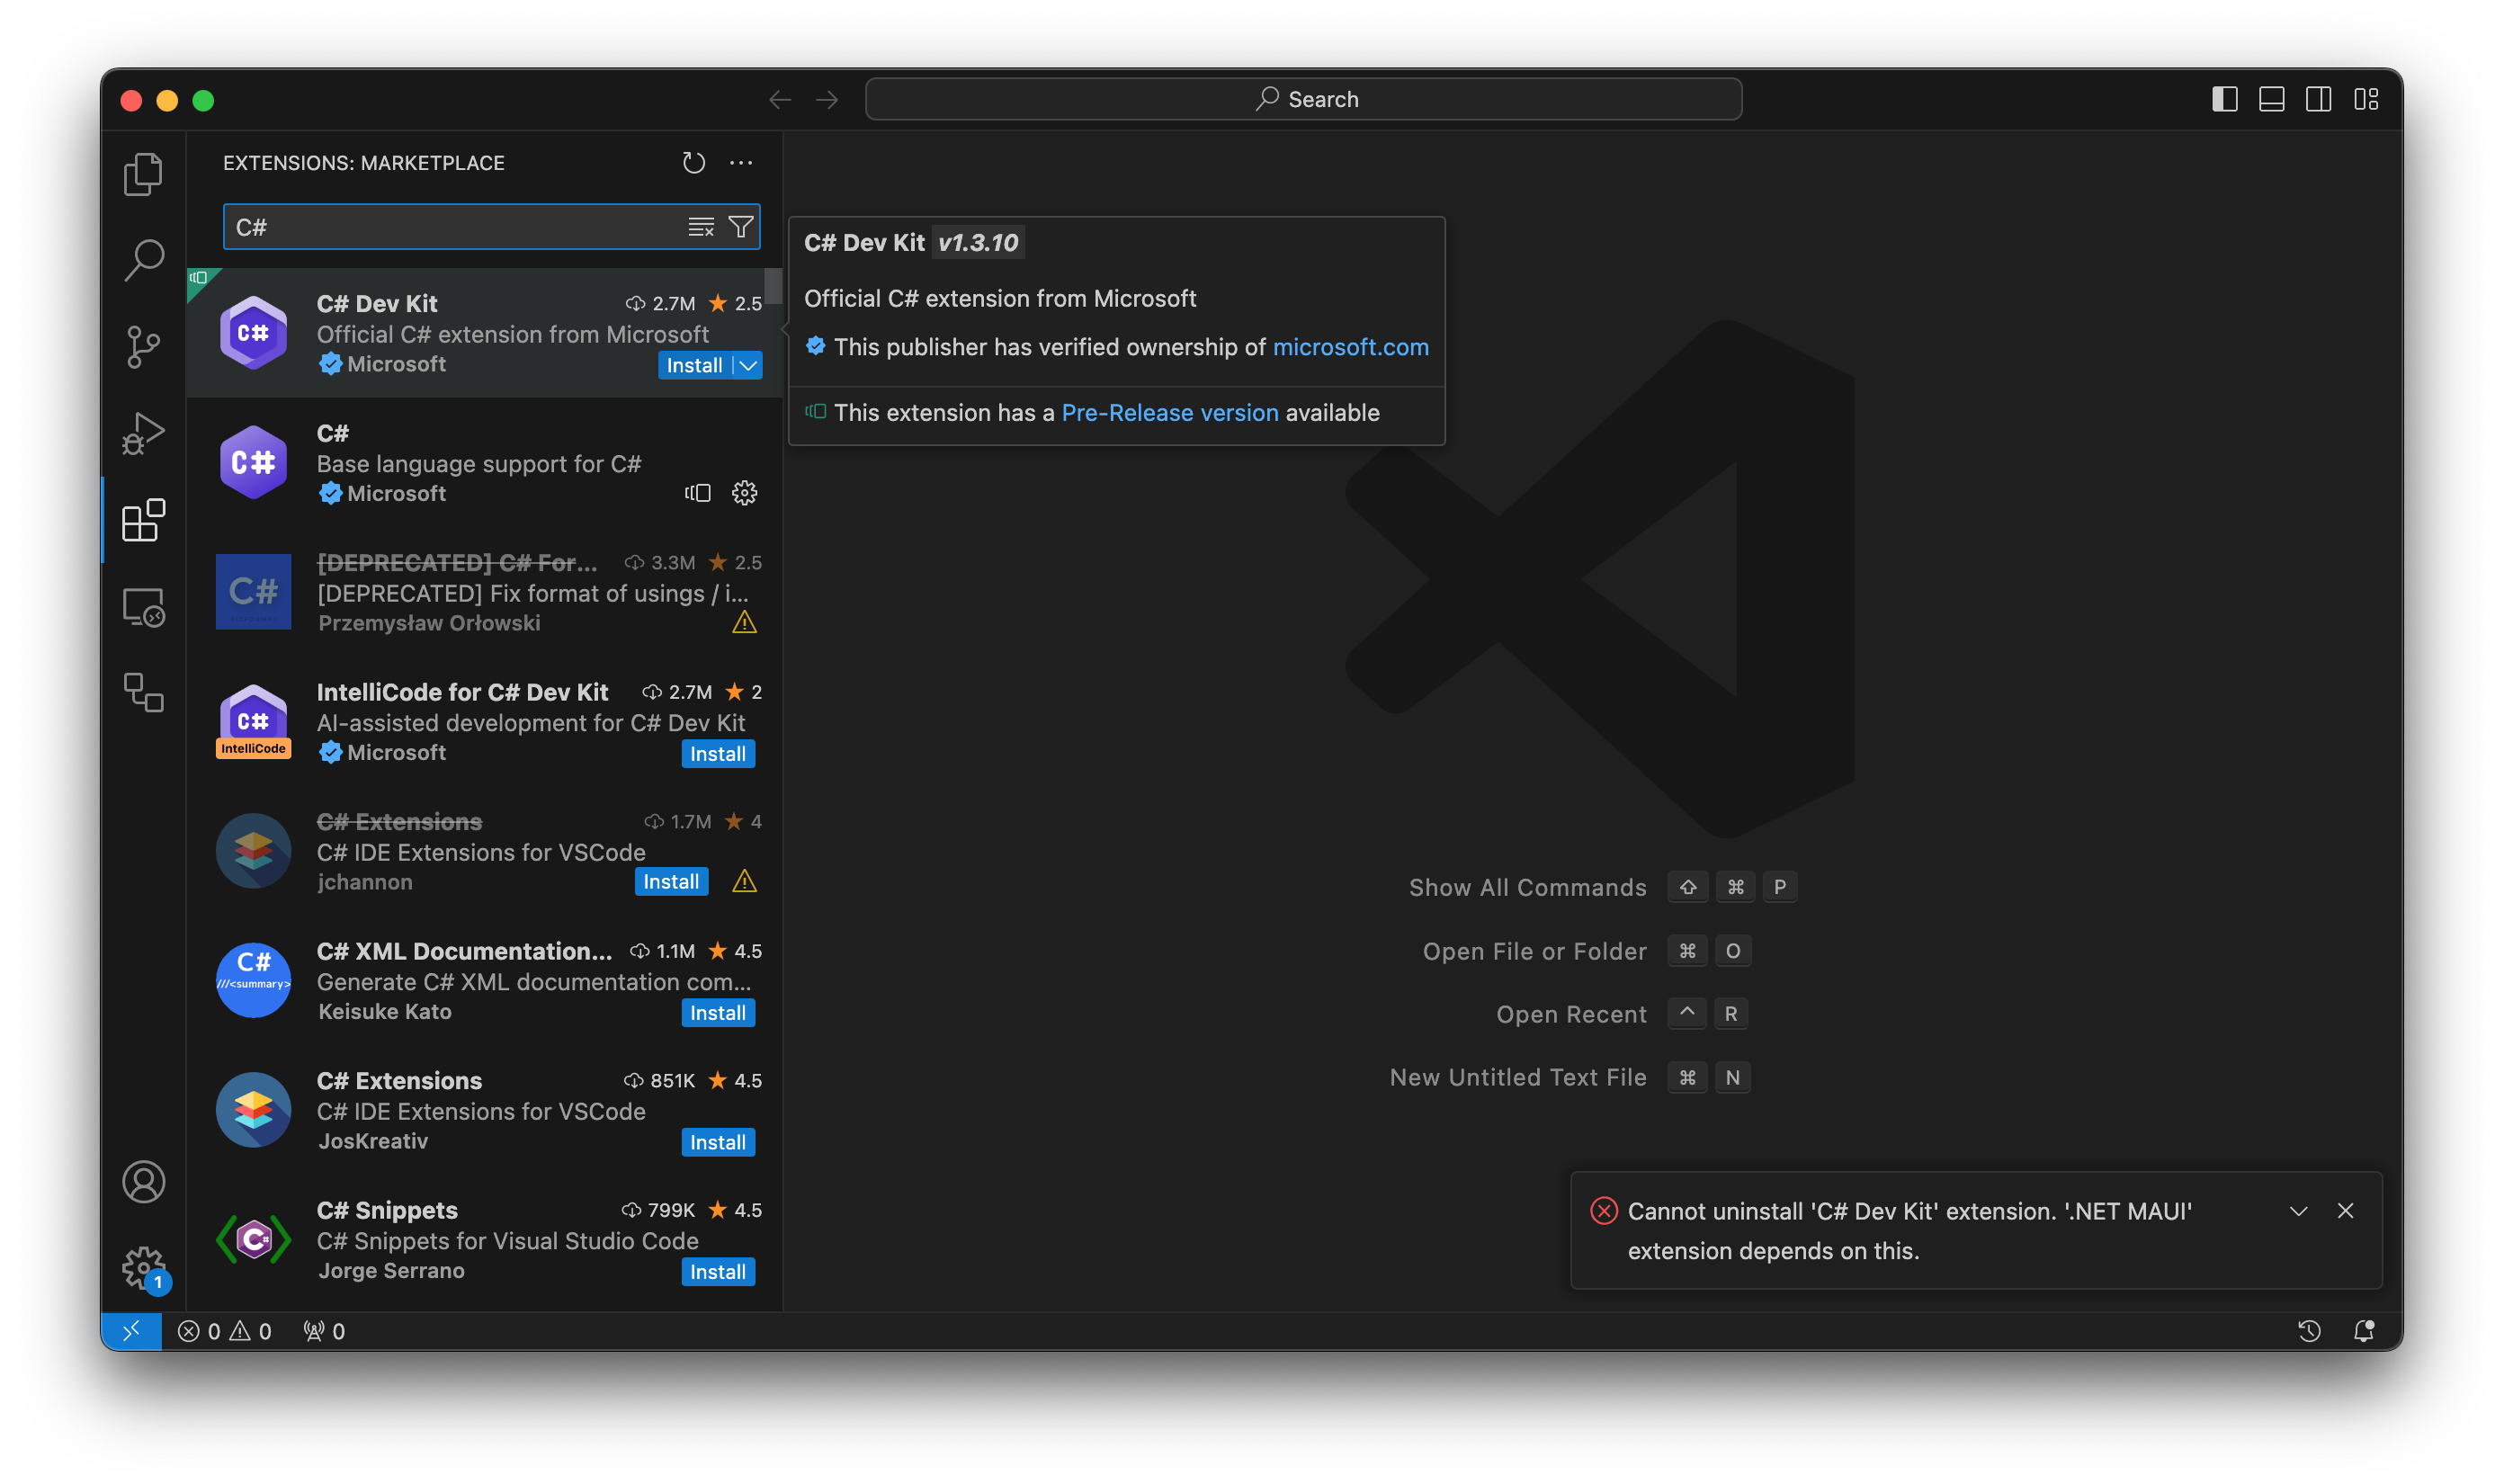 Search
EXTENSIONS: MARKETPLACE
C#
C# Dev Kit 2.7M 2.5
Official C# extension from Microsoft
Microsoft Install
C#
Base language support for C#
Microsoft
[DEPRECATED] C# For... 3.3M 2.5
[DEPRECATED] Fix format of usings / i...
Przemysław Orłowski
IntelliCode for C# Dev Kit 2.7M 2
AI-assisted development for C# Dev Kit
IntelliCode
Microsoft Install
C# Extensions 1.7M 4
C# IDE Extensions for VSCode
jchannon Install
C# XML Documentation... 1.1M 4.5
C#
///<summary>
Generate C# XML documentation com...
Keisuke Kato Install
C# Extensions 851K 4.5
C# IDE Extensions for VSCode
JosKreativ Install
C# Snippets 799K 4.5
C# Snippets for Visual Studio Code
Jorge Serrano Install
1
C# Dev Kit v1.3.10
Official C# extension from Microsoft
This publisher has verified ownership of microsoft.com
This extension has a Pre-Release version available
Show All Commands ⇧ ⌘ P
Open File or Folder ⌘ O
Open Recent ^ R
New Untitled Text File ⌘ N
Cannot uninstall 'C# Dev Kit' extension. '.NET MAUI'
extension depends on this.
0 0 0